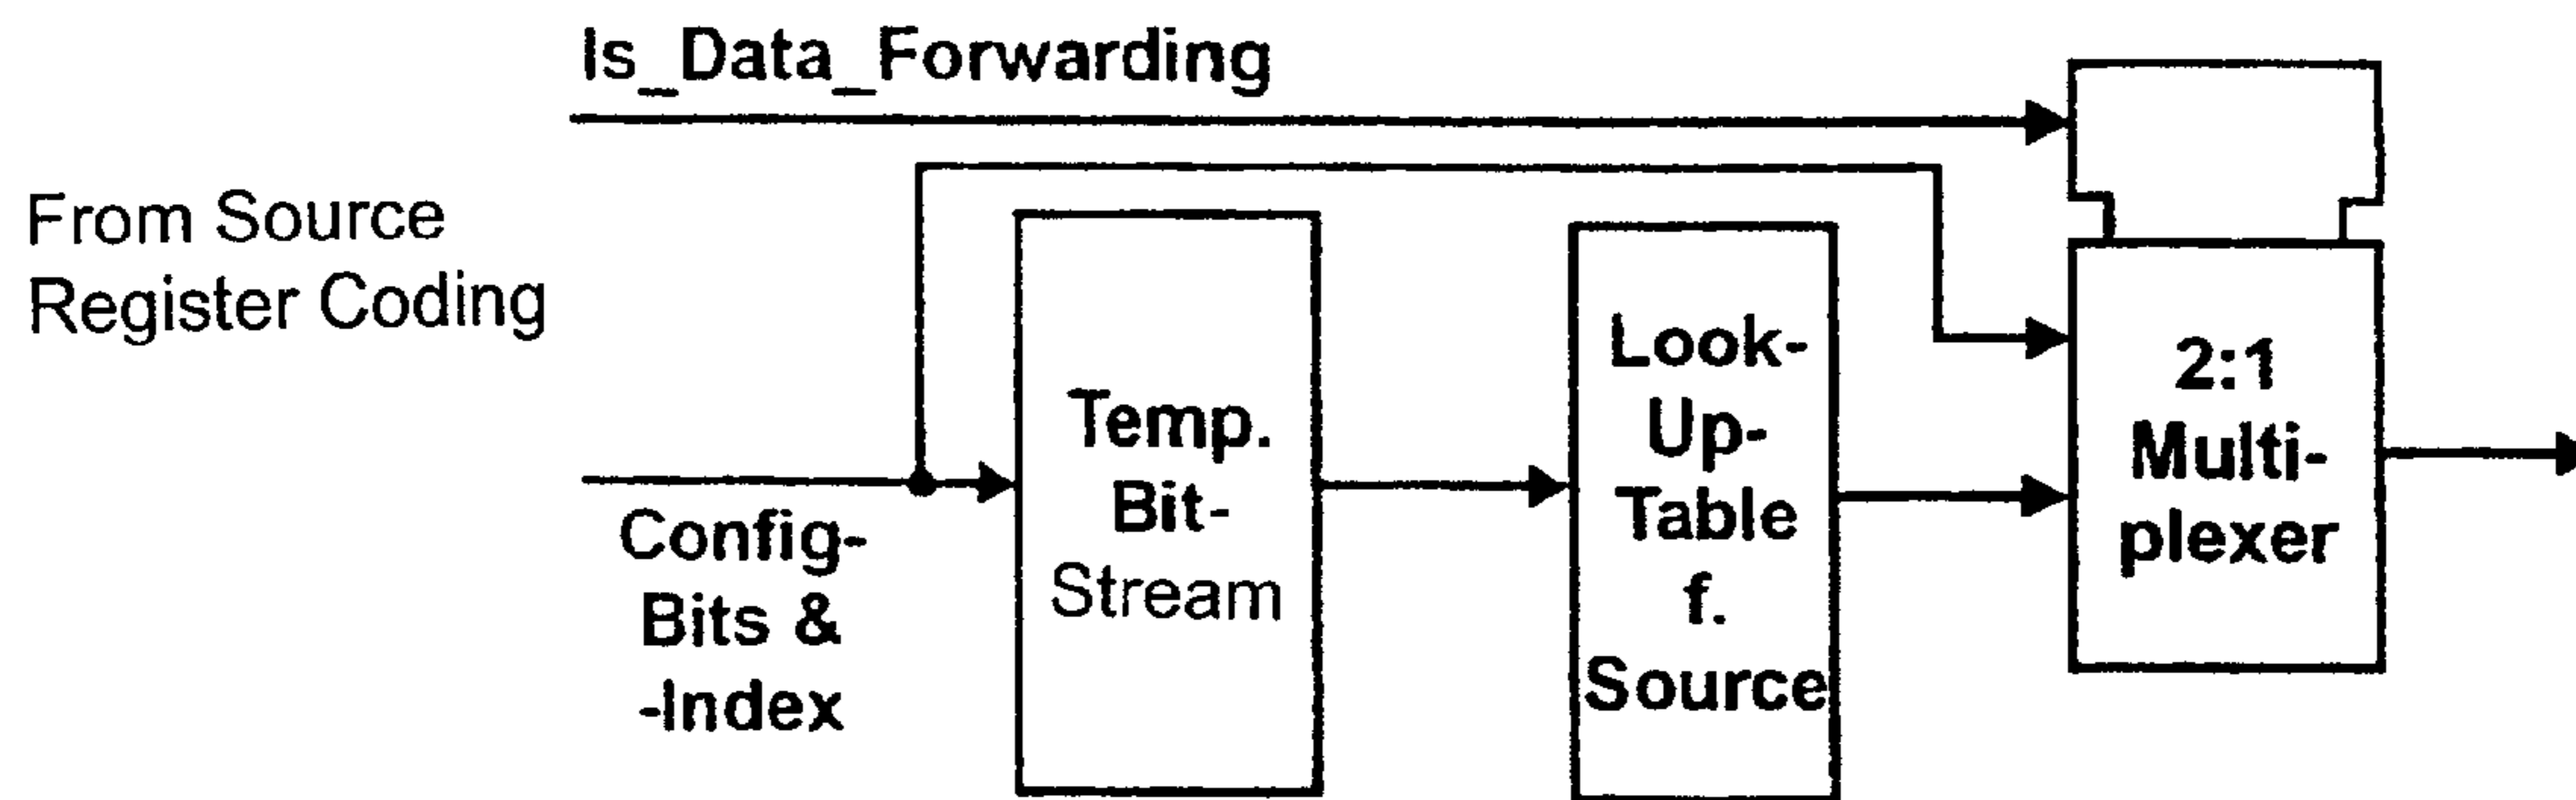 Is_Data_Forwarding
From Source
Register Coding
Config-
Bits &
-Index
Temp.
Bit-
Stream
Look-
Up-
Table
f.
Source
2:1
Multi-
plexer